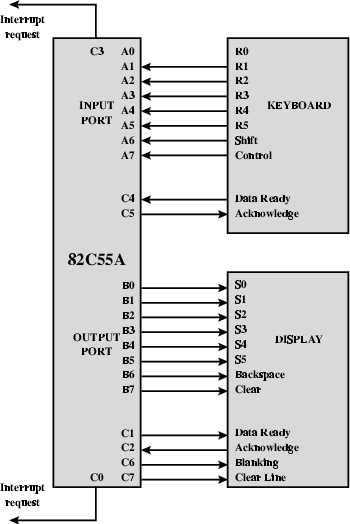 Interrupt
request
C3
A0
R0
A1
R1
A2
R2
INPUT
PORT
A3
R3
KEYBOARD
A4
R4
A5
R5
A6
Shift
A7
Control
C4
Data Ready
C5
Acknowledge
82C55A
B0
S0
B1
S1
B2
S2
B3
S3
OUTPUT
PORT
DISPLAY
B4
S4
B5
S5
B6
Backspace
B7
Clear
C1
Data Ready
C2
Acknowledge
C6
Blanking
C0
C7
Clear Line
Interrupt
request